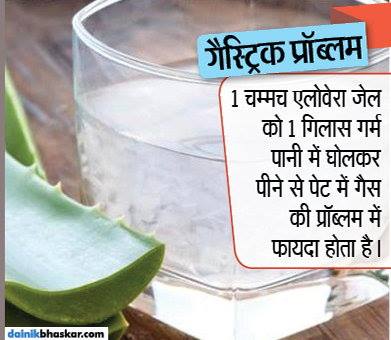 गैस्ट्रिक प्रॉब्लम
1 चम्मच एलोवेरा जेल
को 1 गिलास गर्म
पानी में घोलकर
पीने से पेट में गैस
की प्रॉब्लम में
फायदा होता है।
dainikbhaskar.com